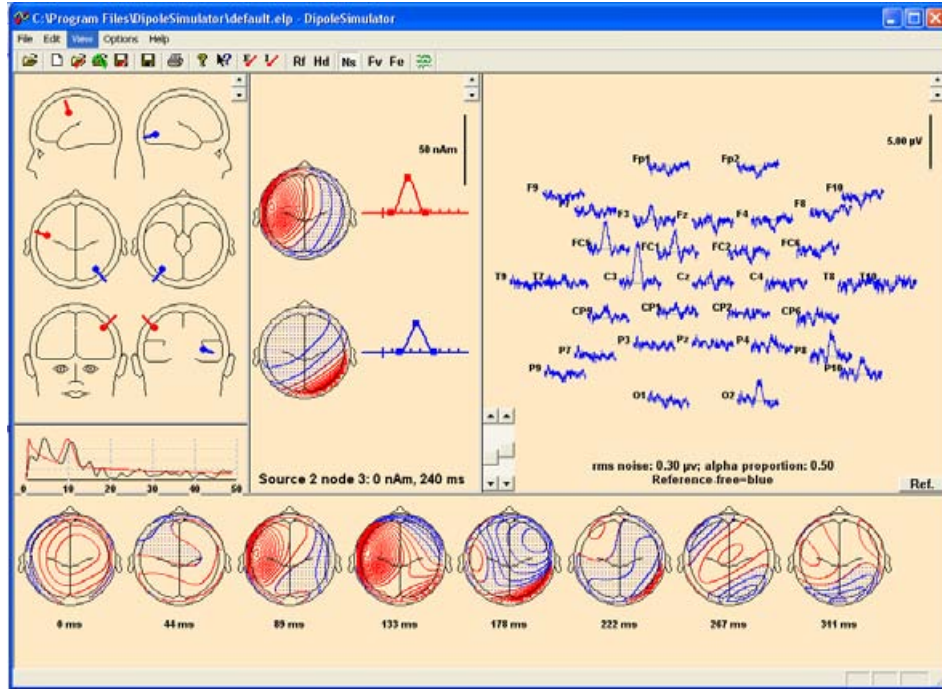 C:\Program Files\DipoleSimulator\default.elp - DipoleSimulator
File Edit View Options Help
Rf Hd Ns Fv Fe
50 nAm
5.00 µV
Fp1 Fp2
F9 F10
F7 F3 Fz F4 F8
FC5 FC1 FC2 FC6
T9 T7 C3 Cz C4 T8 T10
CP5 CP1 CP2 CP6
P7 P3 Pz P4 P8
P9 P10
O1 O2
0 10 20 30 40 50
Source 2 node 3: 0 nAm, 240 ms
rms noise: 0.30 µv; alpha proportion: 0.50
Reference free=blue
Ref.
0 ms 44 ms 89 ms 133 ms 178 ms 222 ms 267 ms 311 ms